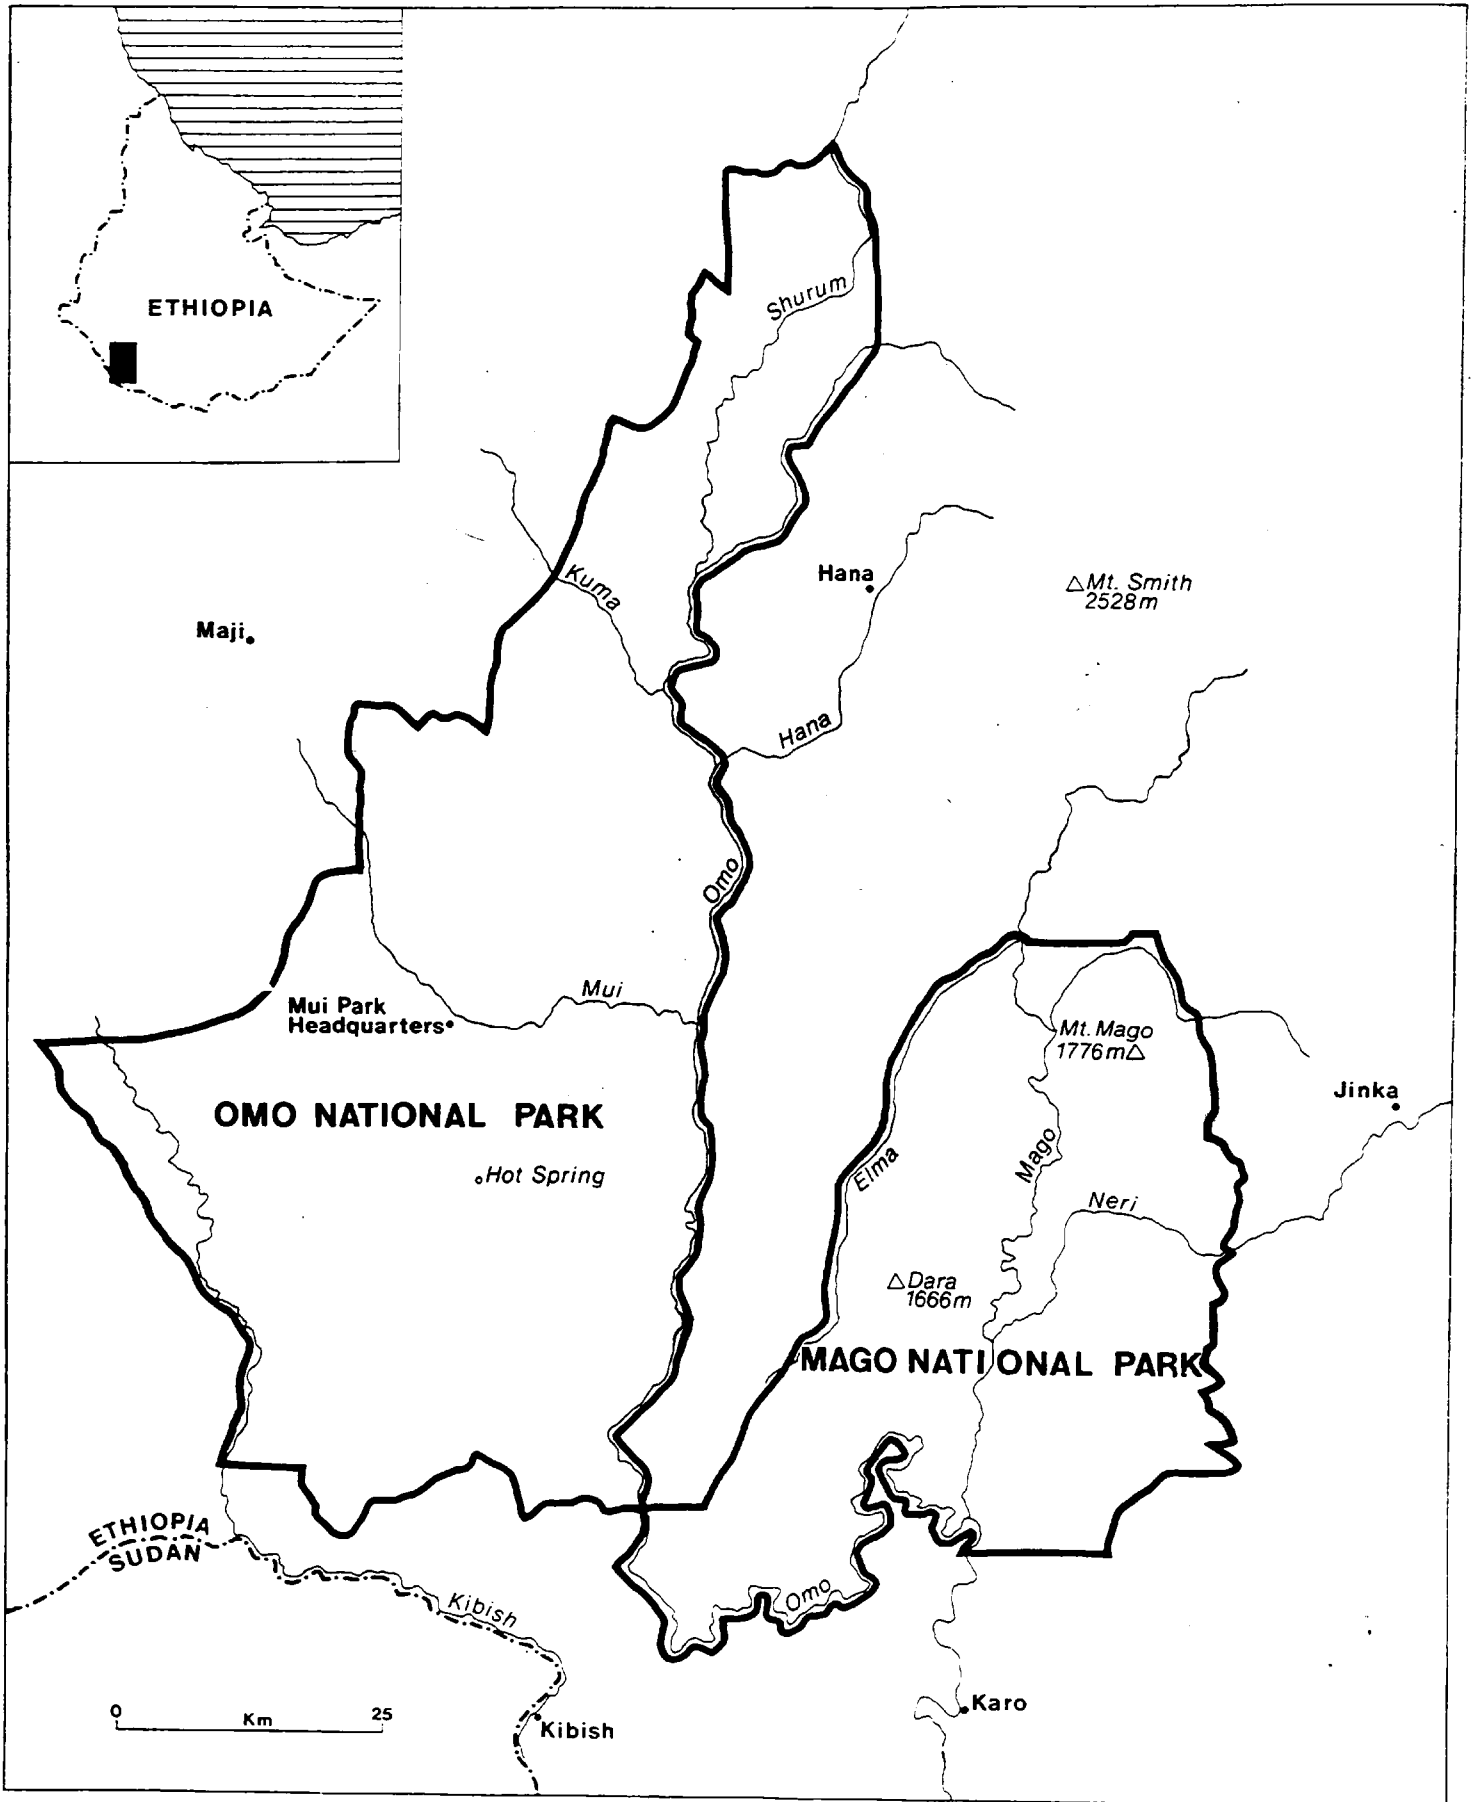 ETHIOPIA
Shurum
Kuma
Hana
Mt. Smith
2528m
Maji
Hana
Omo
Mui
Mui Park
Headquarters
Mt. Mago
1776m
Jinka
OMO NATIONAL PARK
Hot Spring
Elma
Mago
Neri
Dara
1666m
MAGO NATIONAL PARK
ETHIOPIA
SUDAN
Kibish
Omo
0 Km 25
Kibish
Karo